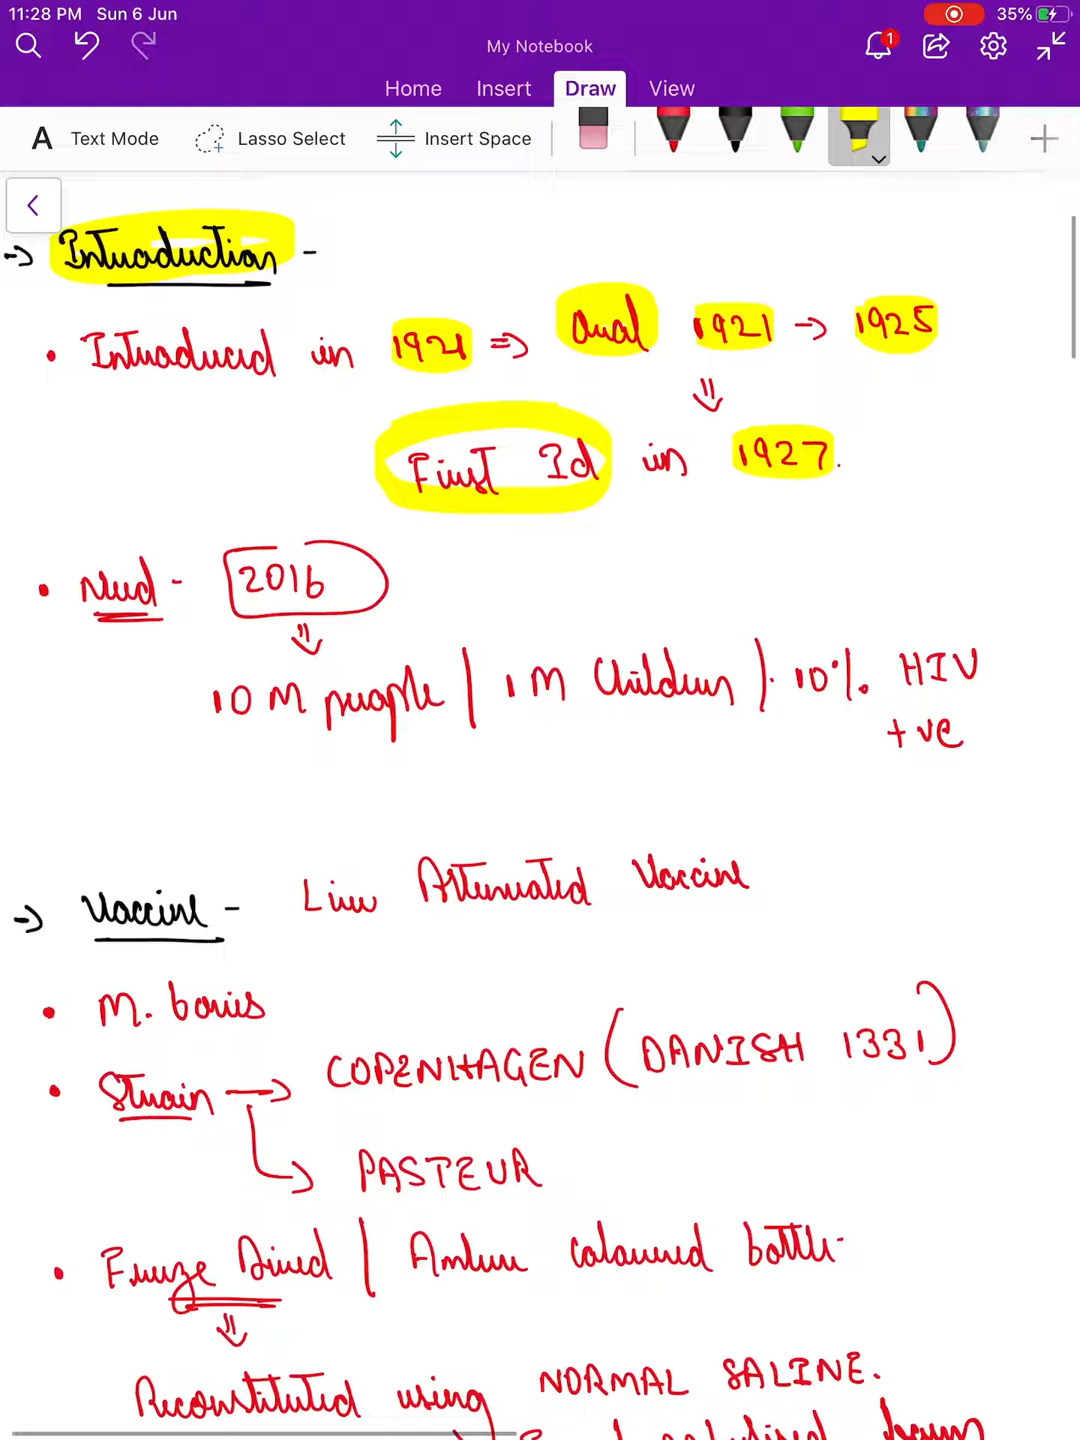 11:28 PM Sun 6 Jun 35%
My Notebook 1
Home Insert Draw View
A Text Mode Lasso Select Insert Space
→ Introduction -
• Introduced in 1921 ⇒ Oral 1921 → 1925
⇓
First Id in 1927.
• Need - 2016
⇓
10 M people / 1 M Children / 10% HIV
+ve
→ Vaccine - Live Attenuated Vaccine
• M. bovis
• Strain → COPENHAGEN (DANISH 1331)
→ PASTEUR
• Freeze Dried / Amber coloured bottle
⇓
Reconstituted using NORMAL SALINE.